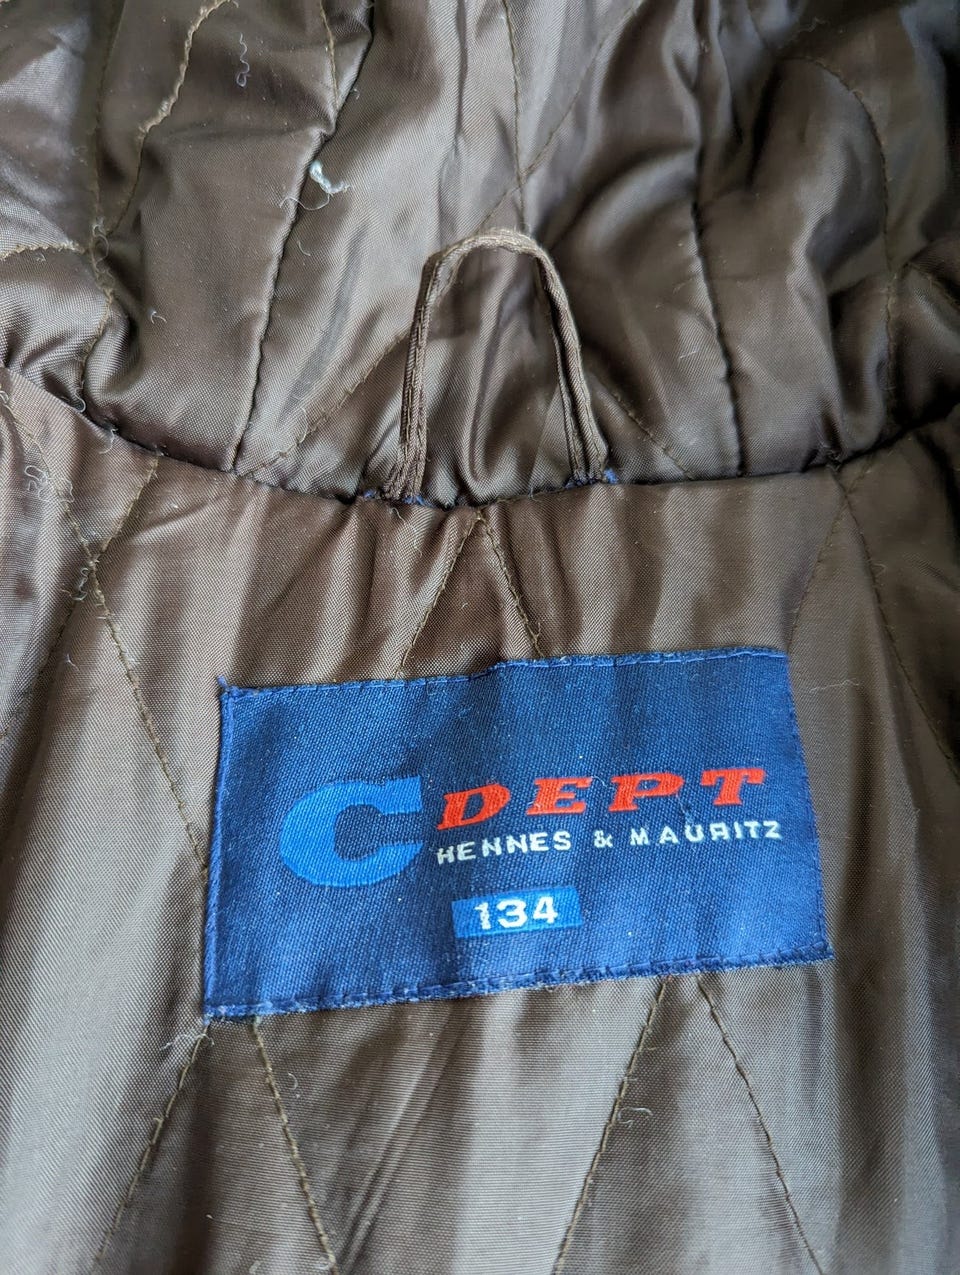 C DEPT
HENNES & MAURITZ
134